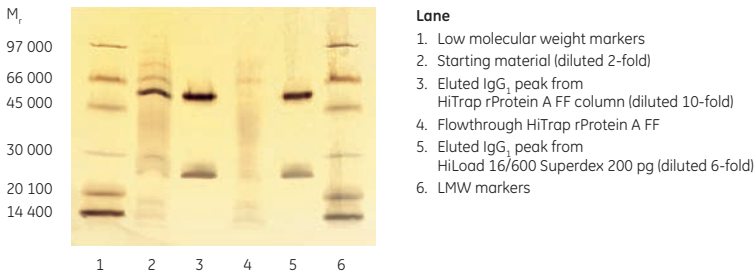 Mr
97 000
66 000
45 000
30 000
20 100
14 400
1 2 3 4 5 6
Lane
1. Low molecular weight markers
2. Starting material (diluted 2-fold)
3. Eluted IgG1 peak from
HiTrap rProtein A FF column (diluted 10-fold)
4. Flowthrough HiTrap rProtein A FF
5. Eluted IgG1 peak from
HiLoad 16/600 Superdex 200 pg (diluted 6-fold)
6. LMW markers